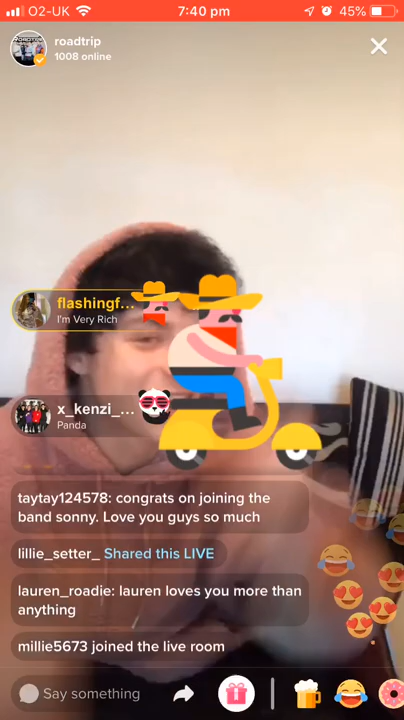 O2-UK
7:40 pm
45%
roadtrip
1008 online
flashingf...
I'm Very Rich
x_kenzi_...
Panda
taytay124578: congrats on joining the
band sonny. Love you guys so much
lillie_setter_ Shared this LIVE
lauren_roadie: lauren loves you more than
anything
millie5673 joined the live room
Say something